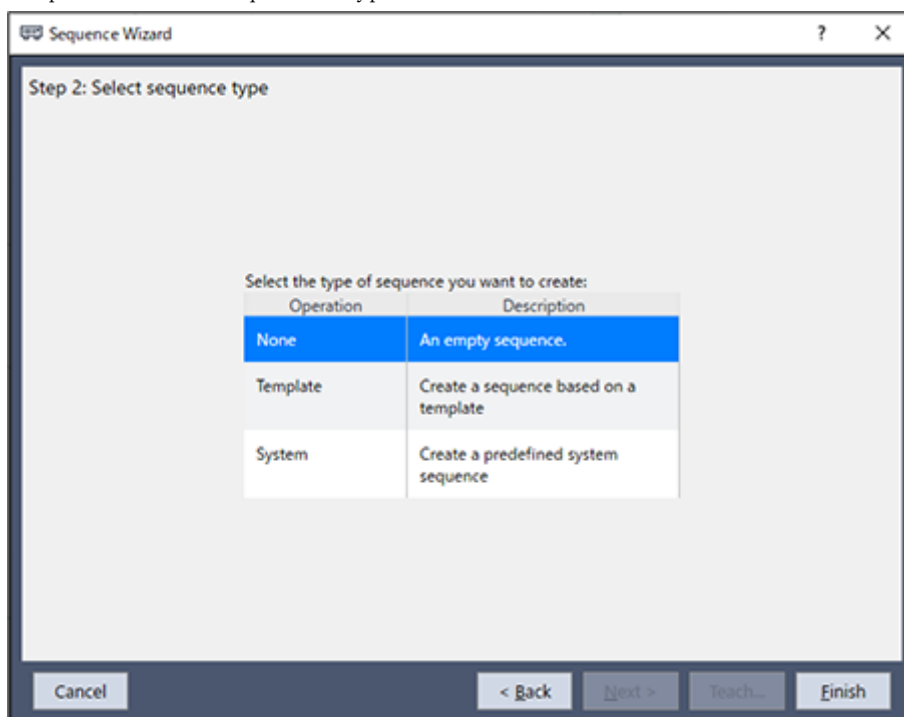 Sequence Wizard
?
Step 2: Select sequence type
Select the type of sequence you want to create:
Operation Description
None An empty sequence.
Template Create a sequence based on a
template
System Create a predefined system
sequence
Cancel < Back Next > Teach... Finish